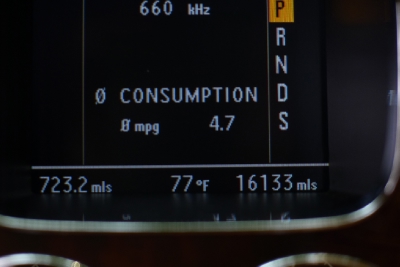 660 kHz
P
R
N
D
S
Ø CONSUMPTION
Ø mpg 4.7
723.2 mls 77 °F 16133 mls